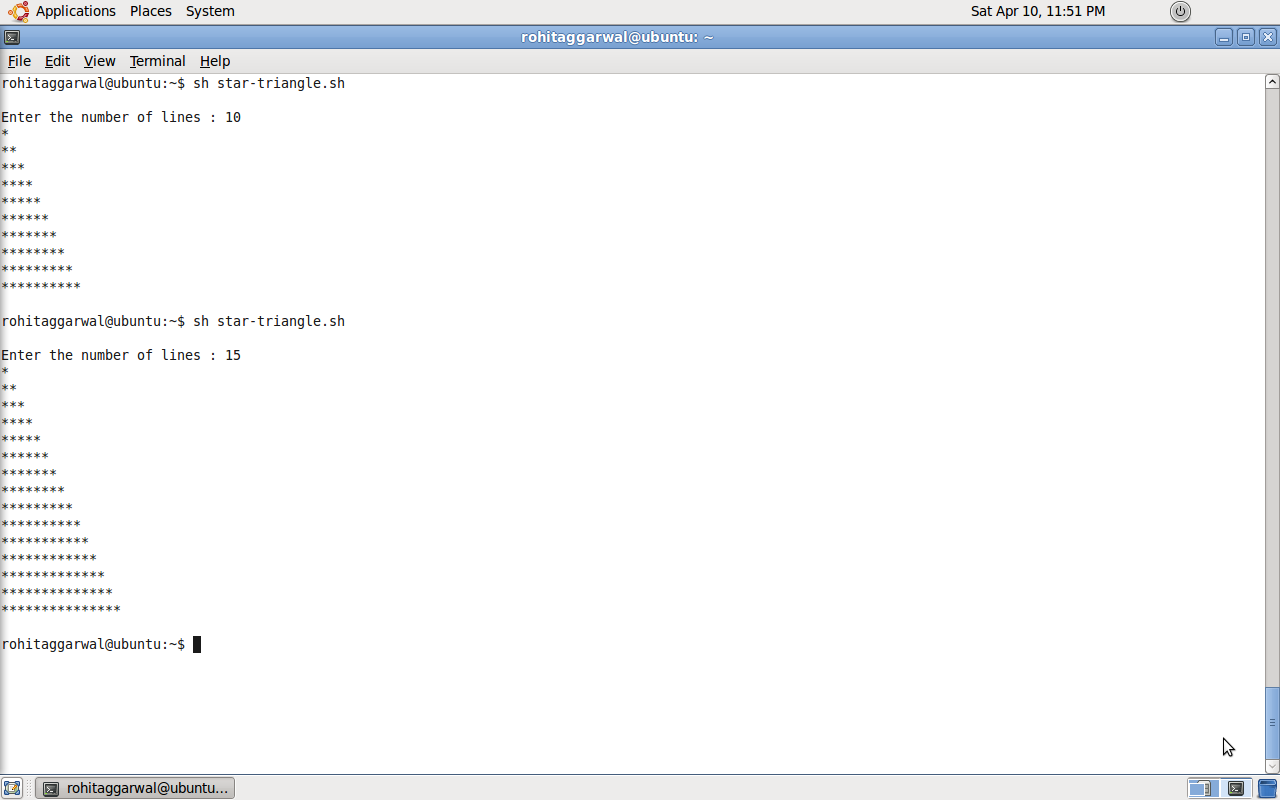 Applications Places System Sat Apr 10, 11:51 PM
rohitaggarwal@ubuntu: ~
File Edit View Terminal Help
rohitaggarwal@ubuntu:~$ sh star-triangle.sh
Enter the number of lines : 10
*
**
***
****
*****
******
*******
********
*********
**********
rohitaggarwal@ubuntu:~$ sh star-triangle.sh
Enter the number of lines : 15
*
**
***
****
*****
******
*******
********
*********
**********
***********
************
*************
**************
***************
rohitaggarwal@ubuntu:~$
rohitaggarwal@ubuntu...